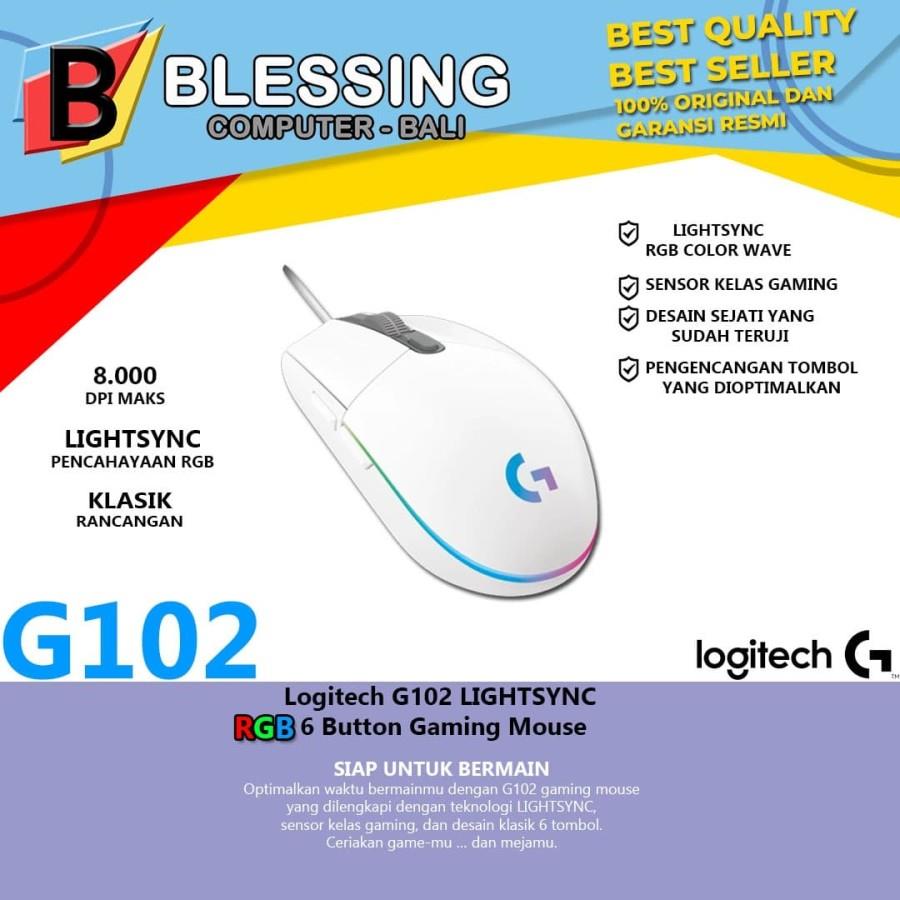 B
BLESSING
COMPUTER - BALI
BEST QUALITY
BEST SELLER
100% ORIGINAL DAN
GARANSI RESMI
LIGHTSYNC
RGB COLOR WAVE
SENSOR KELAS GAMING
DESAIN SEJATI YANG
SUDAH TERUJI
PENGENCANGAN TOMBOL
YANG DIOPTIMALKAN
8.000
DPI MAKS
LIGHTSYNC
PENCAHAYAAN RGB
KLASIK
RANCANGAN
G
G102
logitech G
TM
Logitech G102 LIGHTSYNC
RGB 6 Button Gaming Mouse
SIAP UNTUK BERMAIN
Optimalkan waktu bermainmu dengan G102 gaming mouse
yang dilengkapi dengan teknologi LIGHTSYNC,
sensor kelas gaming, dan desain klasik 6 tombol.
Ceriakan game-mu ... dan mejamu.